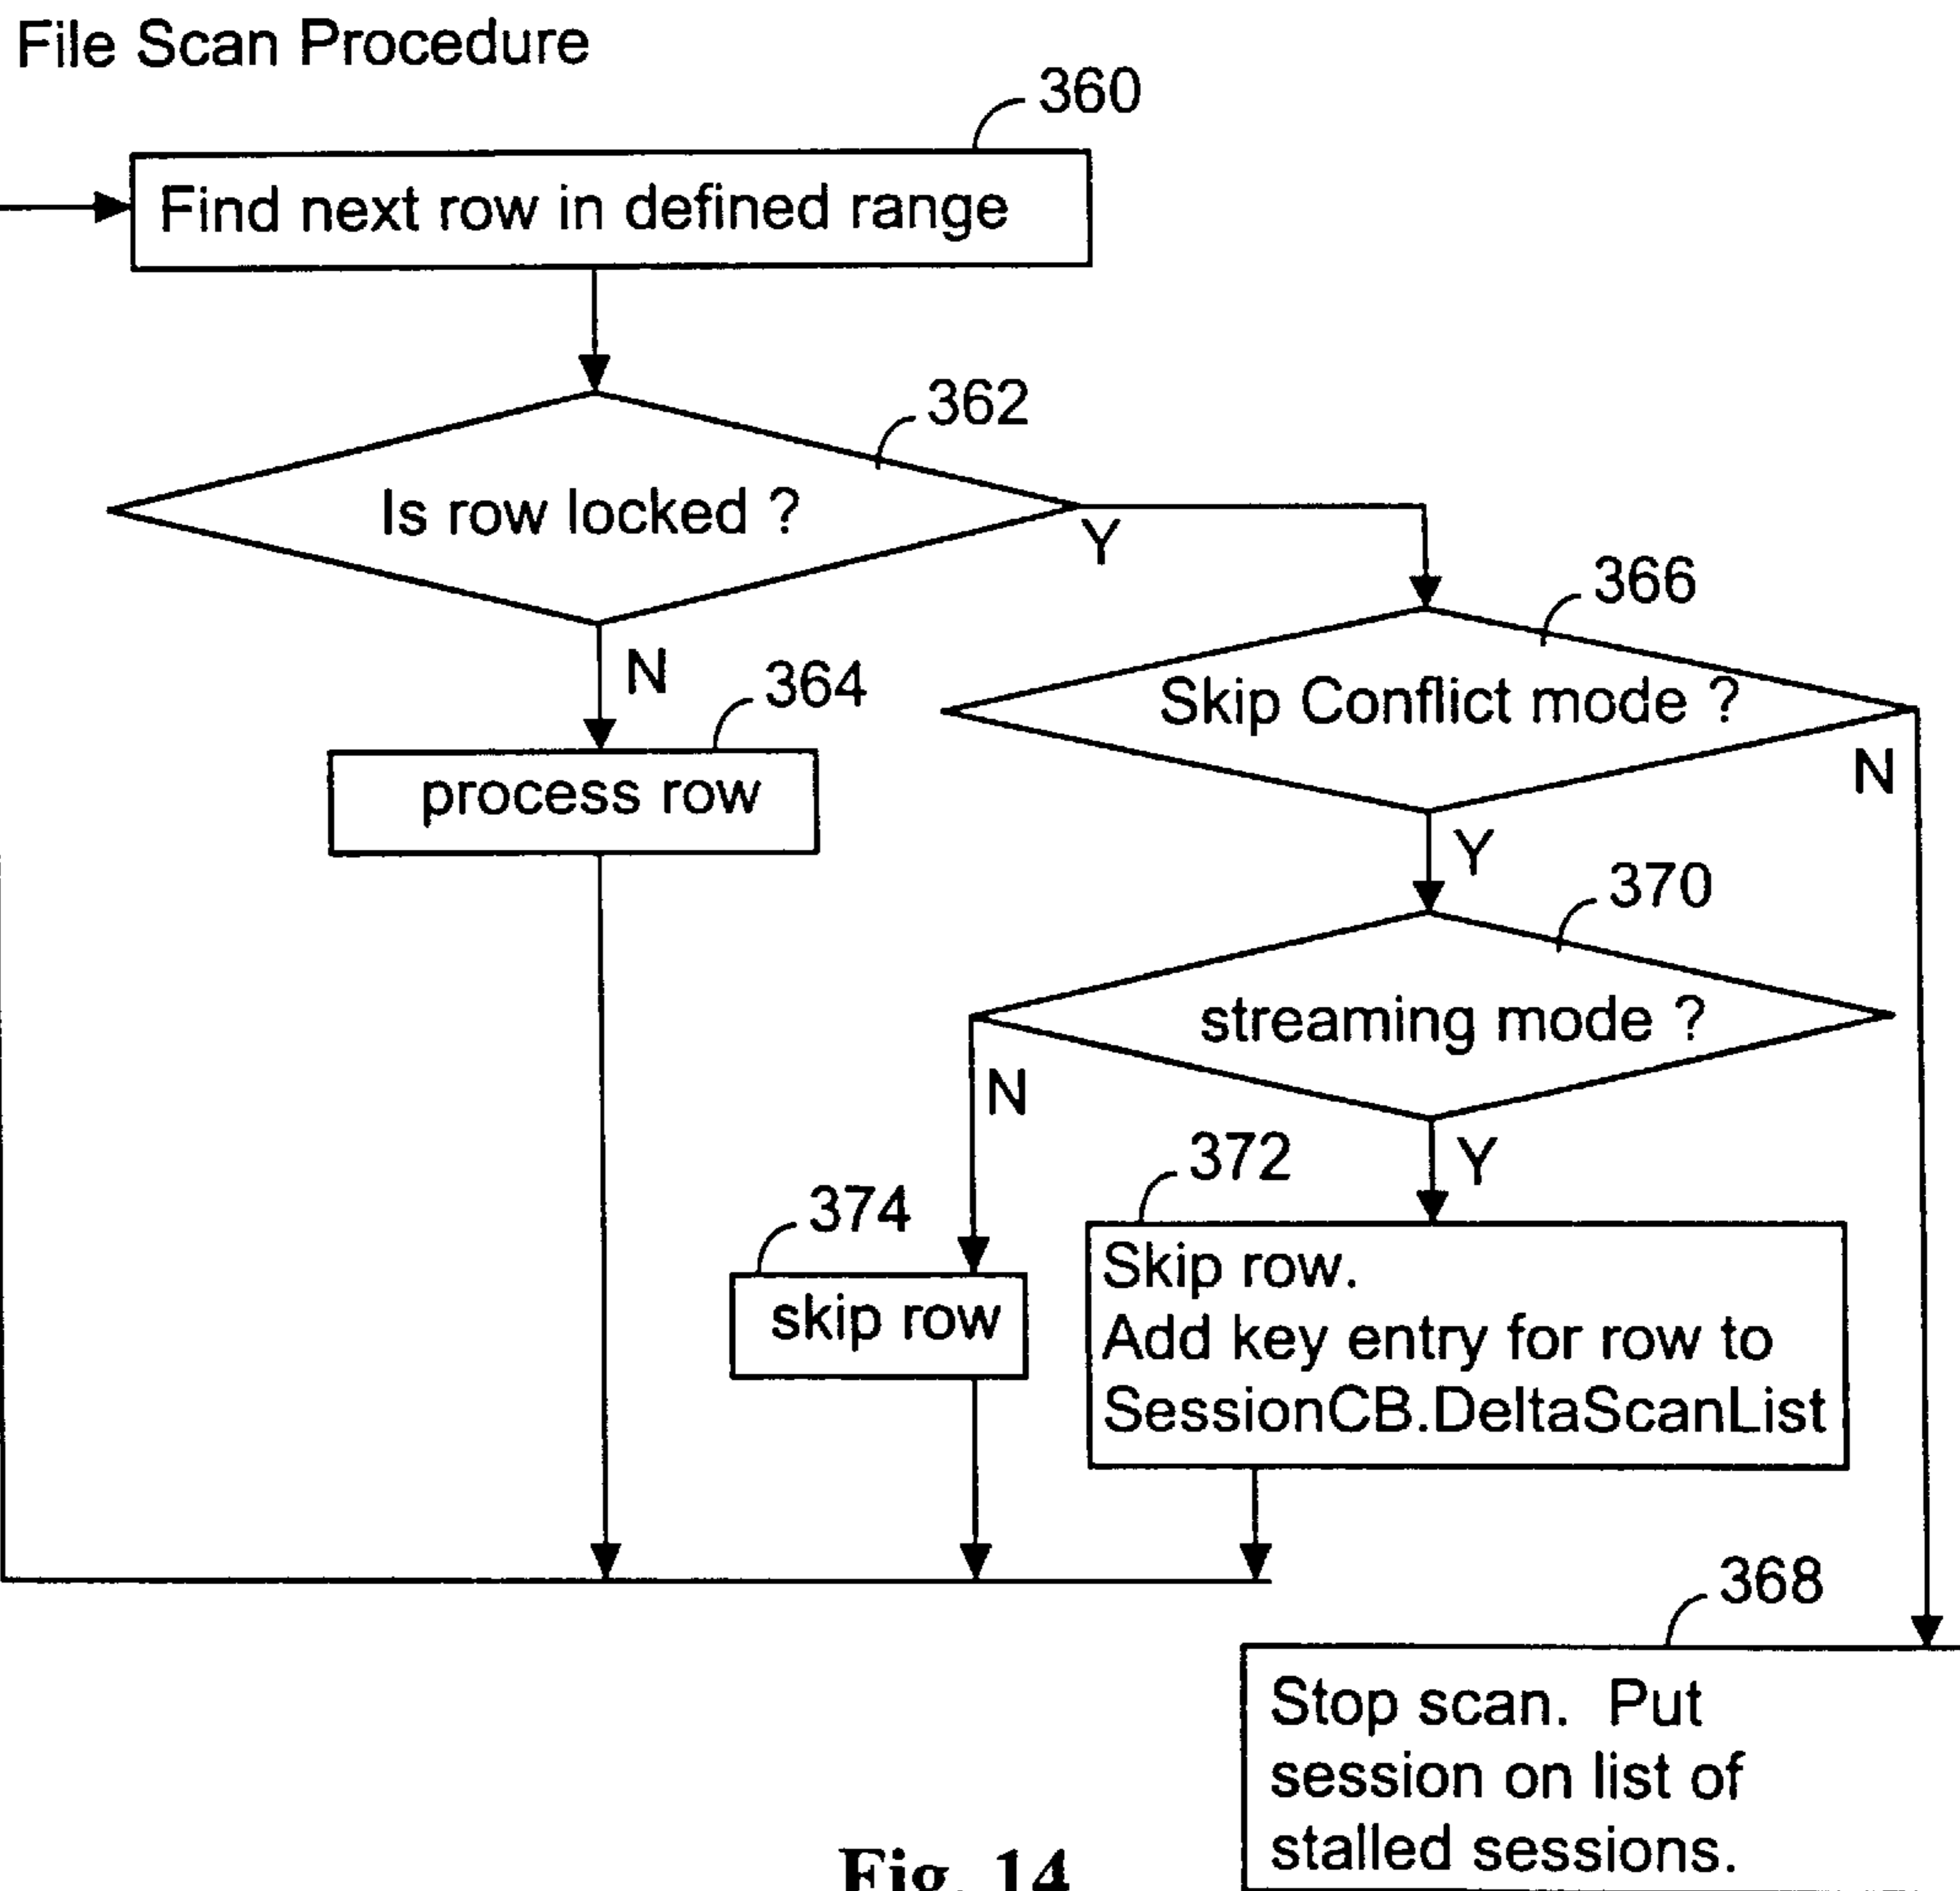 File Scan Procedure
360
Find next row in defined range
362
Is row locked ?
Y
366
N
364
Skip Conflict mode ?
process row
N
Y
370
streaming mode ?
N
Y
372
374
Skip row.
skip row
Add key entry for row to
SessionCB.DeltaScanList
368
Stop scan. Put
session on list of
stalled sessions.
Fig. 14